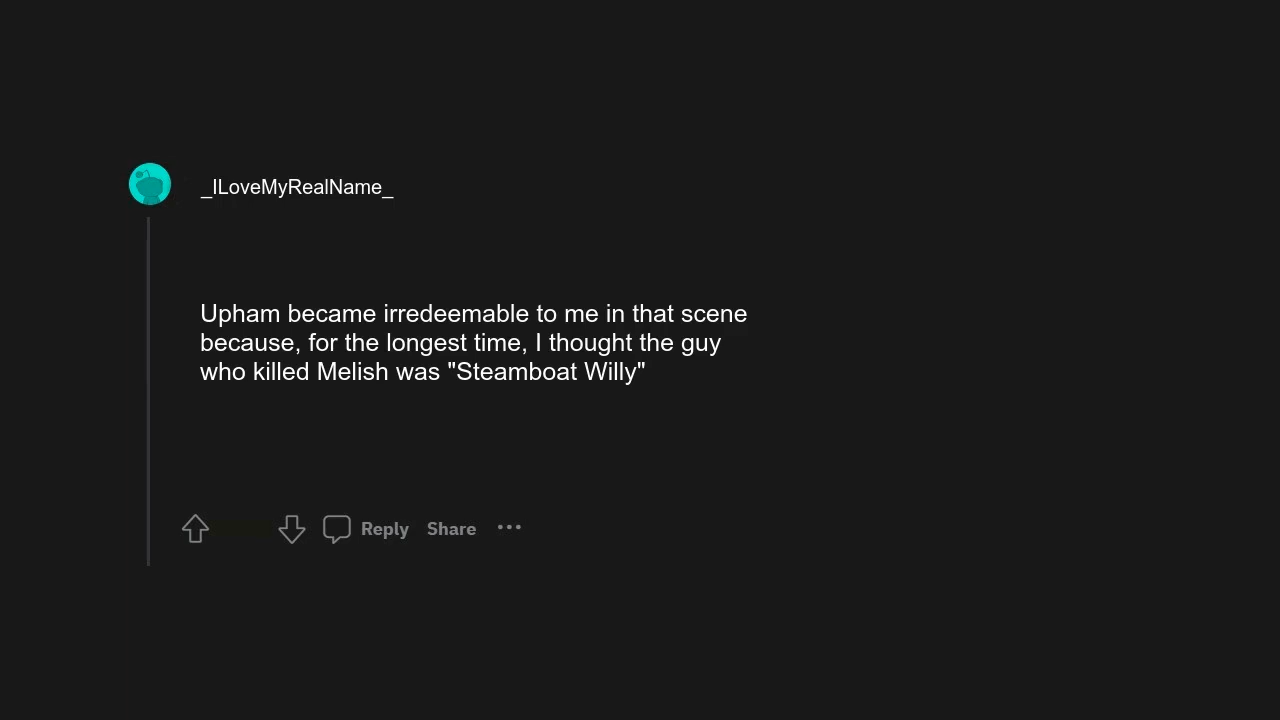 _ILoveMyRealName_
Upham became irredeemable to me in that scene
because, for the longest time, I thought the guy
who killed Melish was "Steamboat Willy"
Reply Share